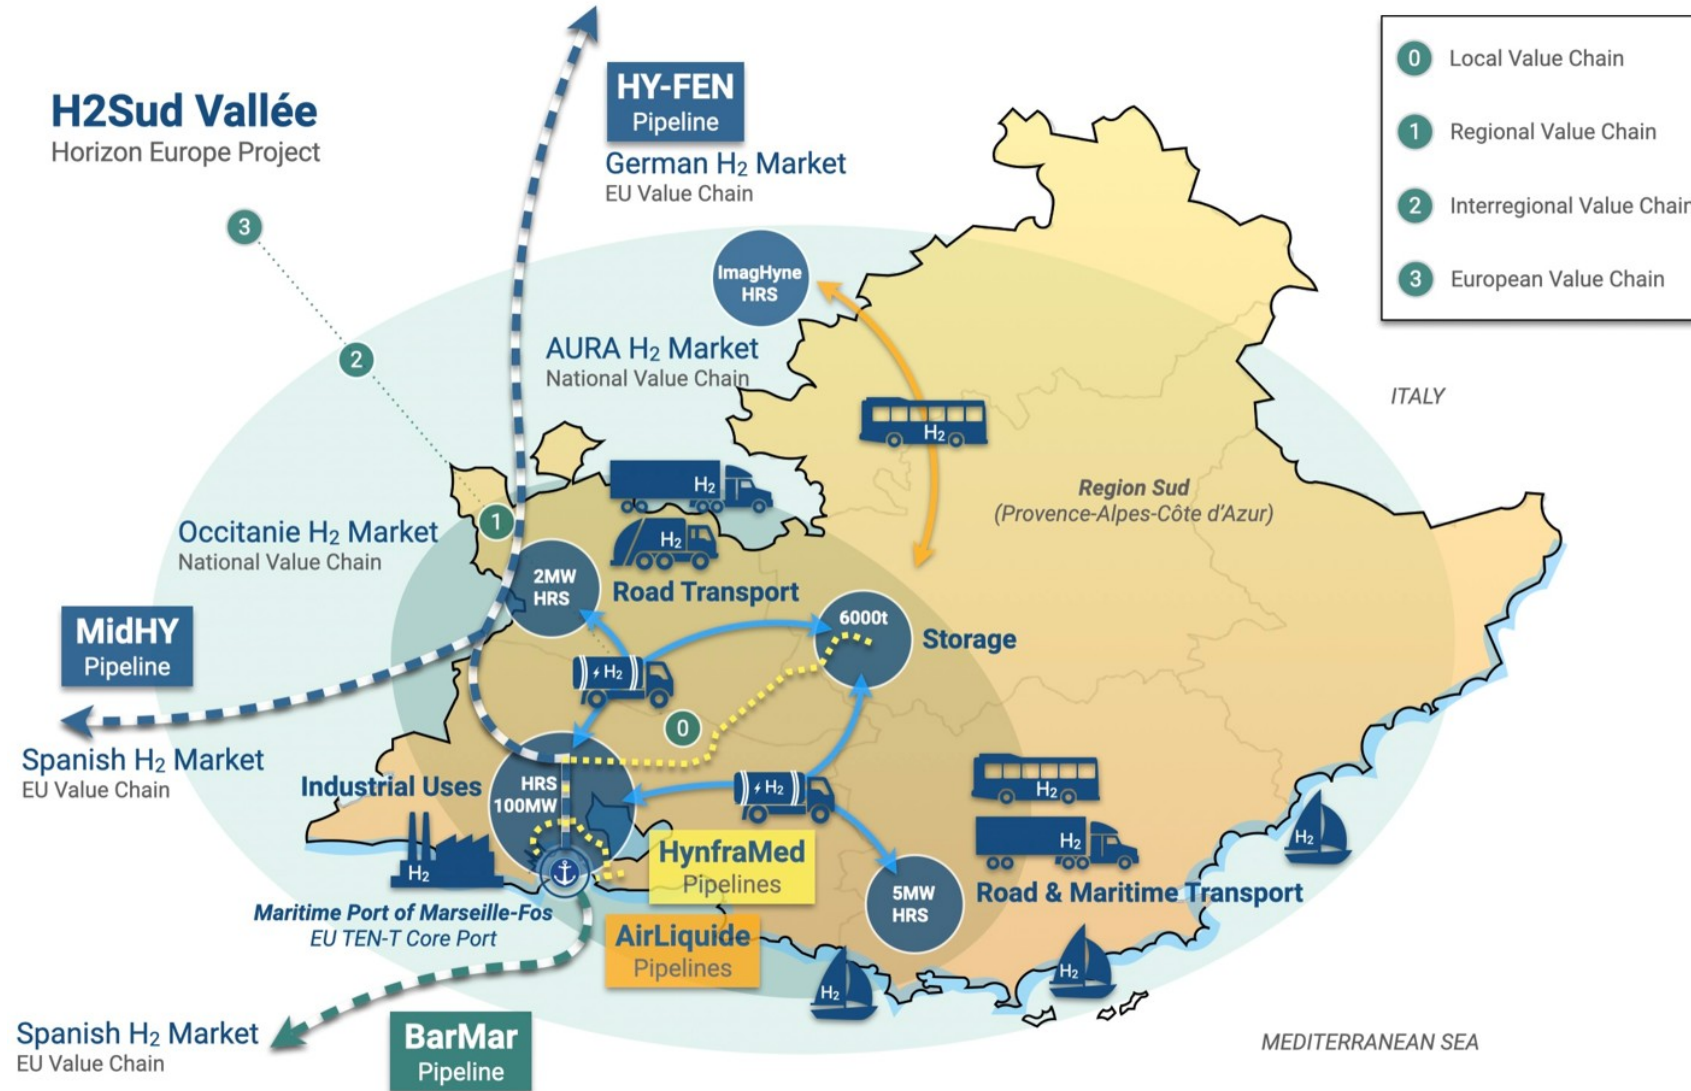 H2Sud Vallée
Horizon Europe Project
HY-FEN
Pipeline
German H₂ Market
EU Value Chain
0 Local Value Chain
1 Regional Value Chain
2 Interregional Value Chain
3 European Value Chain
3
ImagHyne
HRS
2
AURA H₂ Market
National Value Chain
ITALY
H₂
H₂
Region Sud
(Provence-Alpes-Côte d'Azur)
1
Occitanie H₂ Market
National Value Chain
H₂
2MW
HRS
Road Transport
6000t
Storage
MidHY
Pipeline
H₂
0
Spanish H₂ Market
EU Value Chain
Industrial Uses
HRS
100MW
H₂
H₂
H₂
H₂
H₂
HynfraMed
Pipelines
5MW
HRS
Road & Maritime Transport
Maritime Port of Marseille-Fos
EU TEN-T Core Port
AirLiquide
Pipelines
H₂
H₂
Spanish H₂ Market
EU Value Chain
BarMar
Pipeline
MEDITERRANEAN SEA